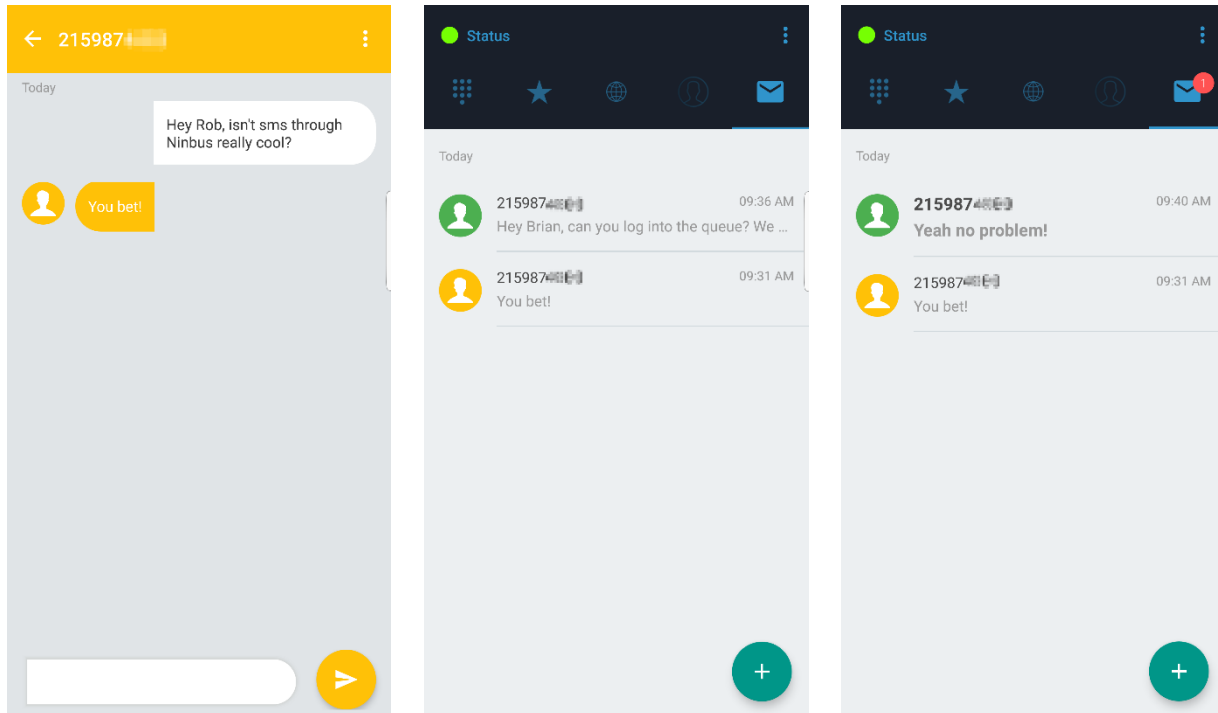 215987
Today
Hey Rob, isn't sms through
Ninbus really cool?
You bet!
Status
Today
215987
09:36 AM
Hey Brian, can you log into the queue? We ...
215987
09:31 AM
You bet!
Status
1
Today
215987
09:40 AM
Yeah no problem!
215987
09:31 AM
You bet!